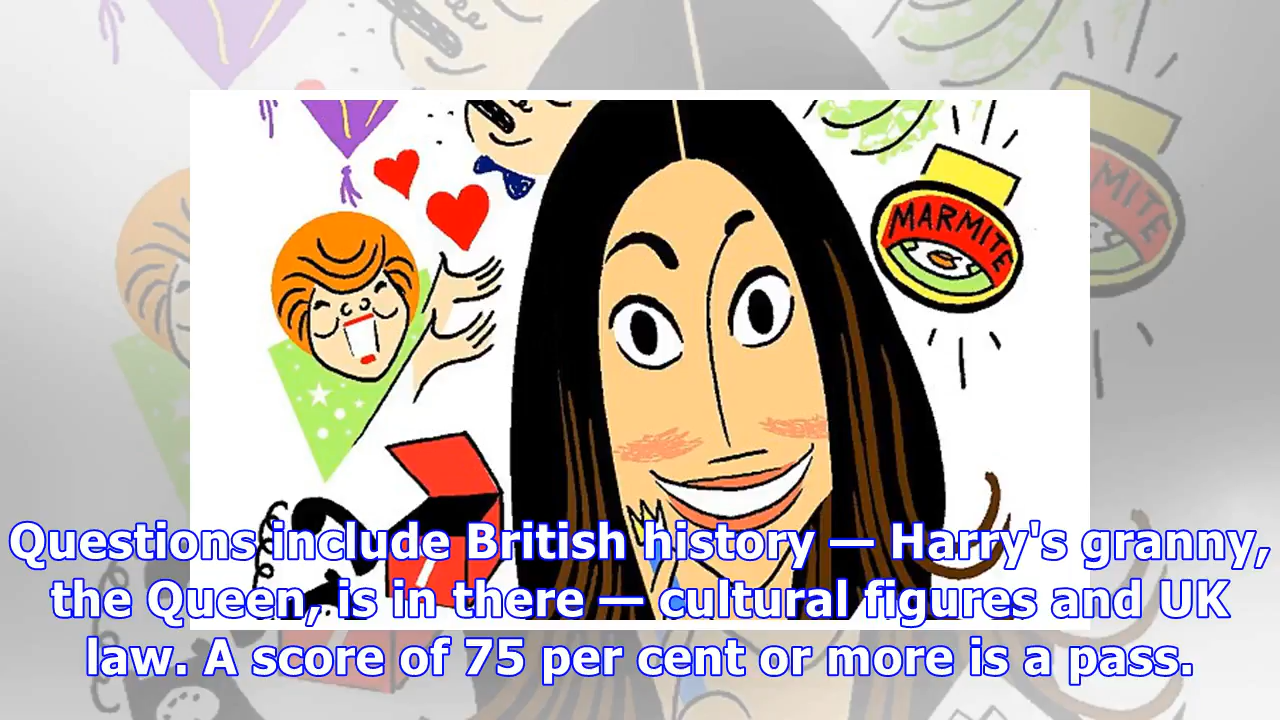 MARMITE
MITE
Questions include British history — Harry's granny,
the Queen, is in there — cultural figures and UK
law. A score of 75 per cent or more is a pass.